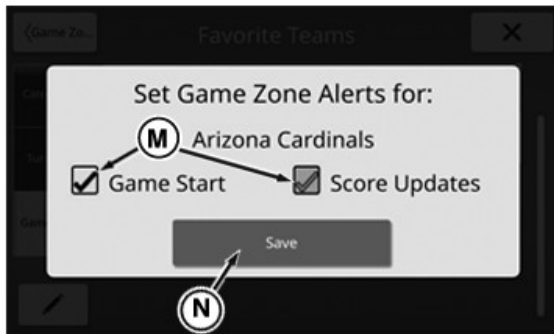 Game Zo...
Favorite Teams
Set Game Zone Alerts for:
M
Arizona Cardinals
Game Start
Score Updates
Save
N